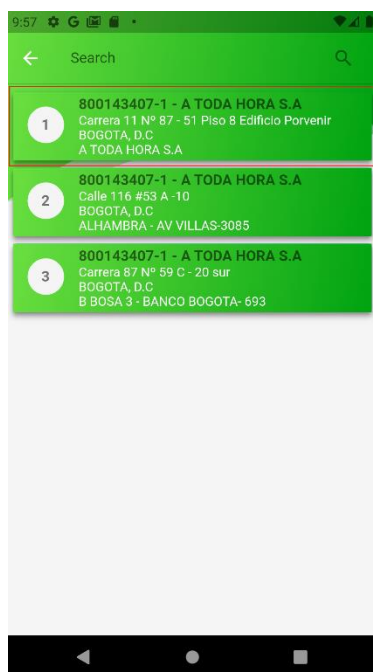 9:57
Search
1
800143407-1 - A TODA HORA S.A
Carrera 11 Nº 87 - 51 Piso 8 Edificio Porvenir
BOGOTA, D.C
A TODA HORA S.A
2
800143407-1 - A TODA HORA S.A
Calle 116 #53 A -10
BOGOTA, D.C
ALHAMBRA - AV VILLAS-3085
3
800143407-1 - A TODA HORA S.A
Carrera 87 Nº 59 C - 20 sur
BOGOTA, D.C
B BOSA 3 - BANCO BOGOTA- 693